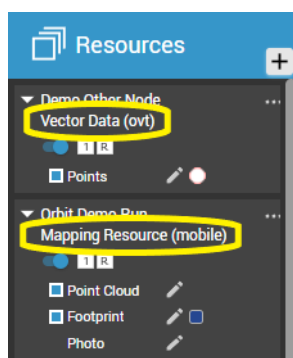 Resources
+
Demo Other Node ...
Vector Data (ovt)
1 R
Points
Orbit Demo Run ...
Mapping Resource (mobile)
1 R
Point Cloud
Footprint
Photo